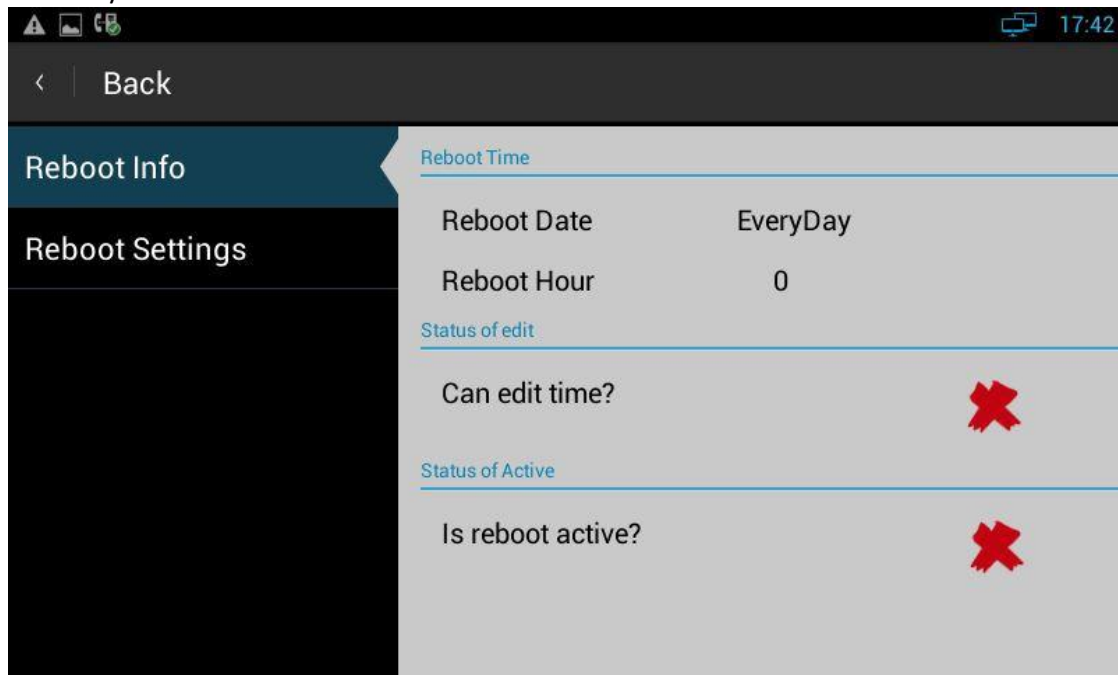 17:42
Back
Reboot Info
Reboot Settings
Reboot Time
Reboot Date EveryDay
Reboot Hour 0
Status of edit
Can edit time?
Status of Active
Is reboot active?